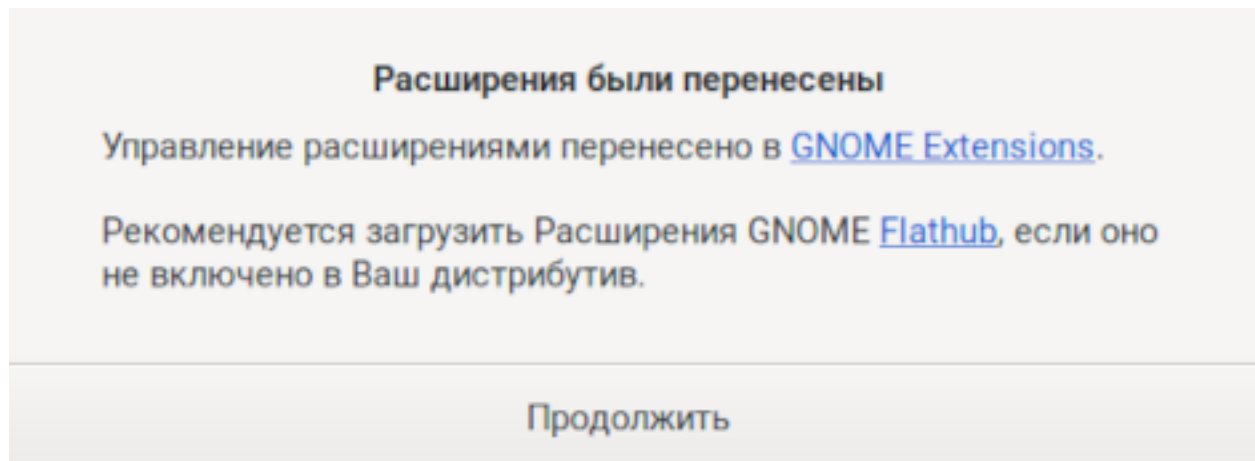 Расширения были перенесены
Управление расширениями перенесено в GNOME Extensions.
Рекомендуется загрузить Расширения GNOME Flathub, если оно
не включено в Ваш дистрибутив.
Продолжить